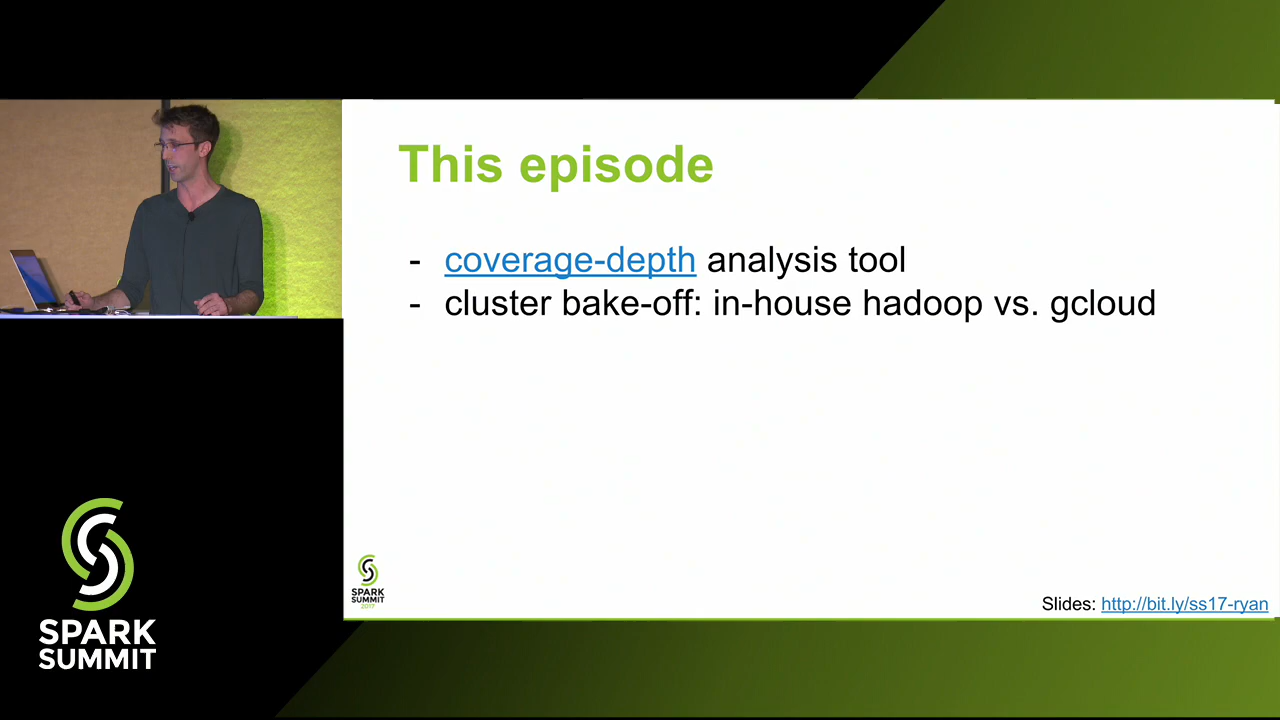 This episode
- coverage-depth analysis tool
- cluster bake-off: in-house hadoop vs. gcloud
SPARK
SUMMIT
2017
Slides: http://bit.ly/ss17-ryan
SPARK
SUMMIT